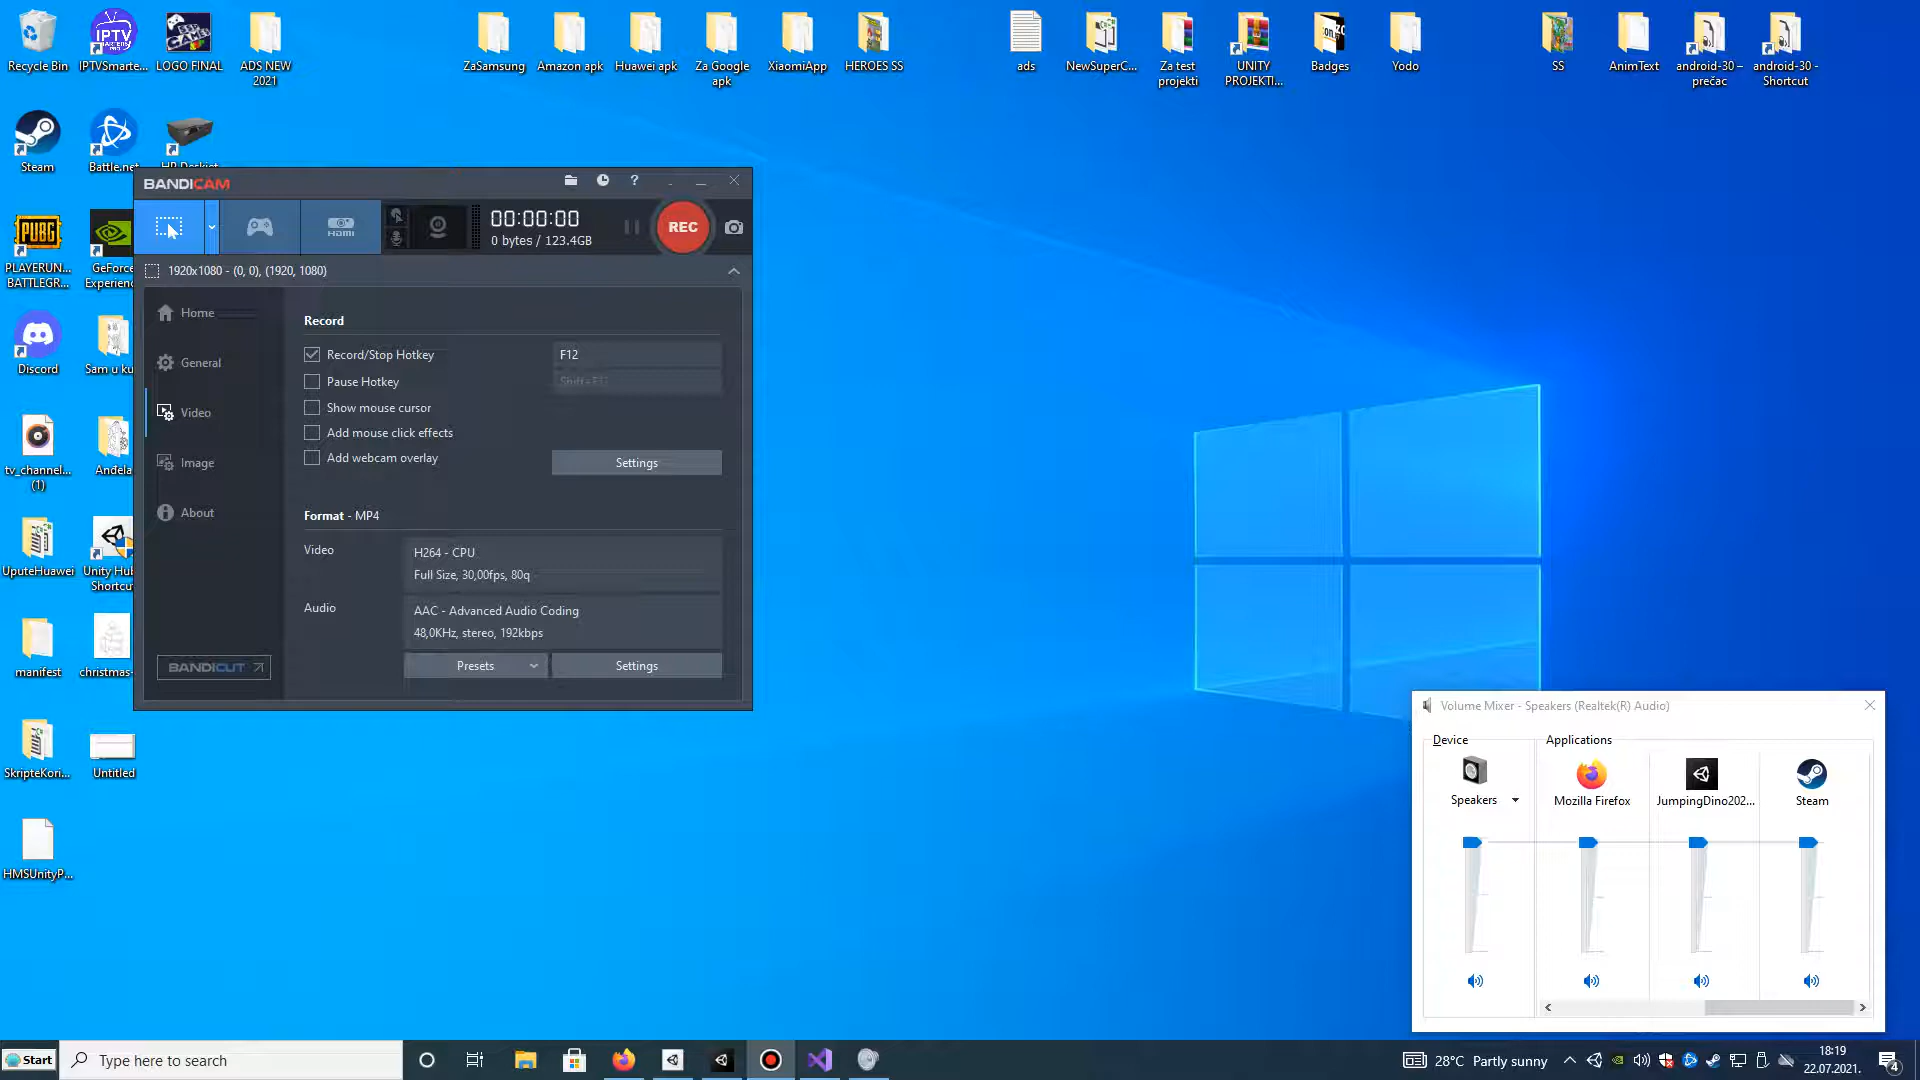 Recycle Bin
IPTVSmarte...
LOGO FINAL
ADS NEW
2021
ZaSamsung
Amazon apk
Huawei apk
Za Google
apk
XiaomiApp
HEROES SS
ads
NewSuperC...
Za test
projekti
UNITY
PROJEKTI...
Badges
Yodo
SS
AnimText
android-30 –
prečac
android-30 -
Shortcut
Steam
Battle.net
HP Deskjet
PLAYERUN...
BATTLEGR...
GeForce
Experienc
Discord
Sam u ku
tv_channel...
(1)
Anđela
UputeHuawei
Unity Hub
Shortcu
manifest
christmas-
SkripteKori...
Untitled
HMSUnityP...
BANDICAM
HDMI
00:00:00
0 bytes / 123.4GB
REC
1920x1080 - (0, 0), (1920, 1080)
Home
General
Video
Image
About
BANDICUT
Record
Record/Stop Hotkey
F12
Pause Hotkey
Show mouse cursor
Add mouse click effects
Add webcam overlay
Settings
Format - MP4
Video
H264 - CPU
Full Size, 30,00fps, 80q
Audio
AAC - Advanced Audio Coding
48,0KHz, stereo, 192kbps
Presets
Settings
Volume Mixer - Speakers (Realtek(R) Audio)
Device
Applications
Speakers
Mozilla Firefox
JumpingDino202...
Steam
Start
Type here to search
28°C Partly sunny
18:19
22.07.2021.
4